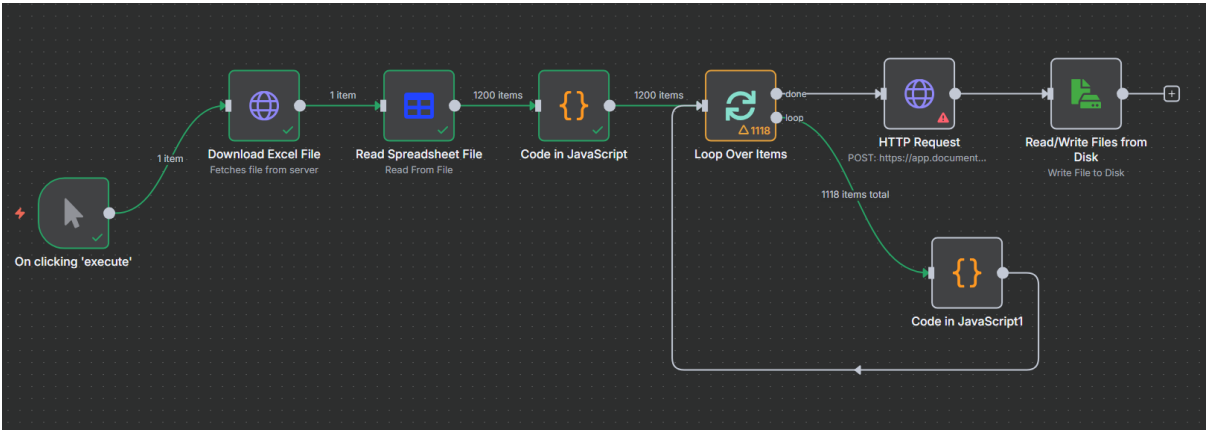 1 item
1 item
1200 items
1200 items
Download Excel File
Fetches file from server
Read Spreadsheet File
Read From File
Code in JavaScript
1118
Loop Over Items
done
loop
HTTP Request
POST: https://app.document...
Read/Write Files from
Disk
Write File to Disk
1118 items total
On clicking 'execute'
Code in JavaScript1